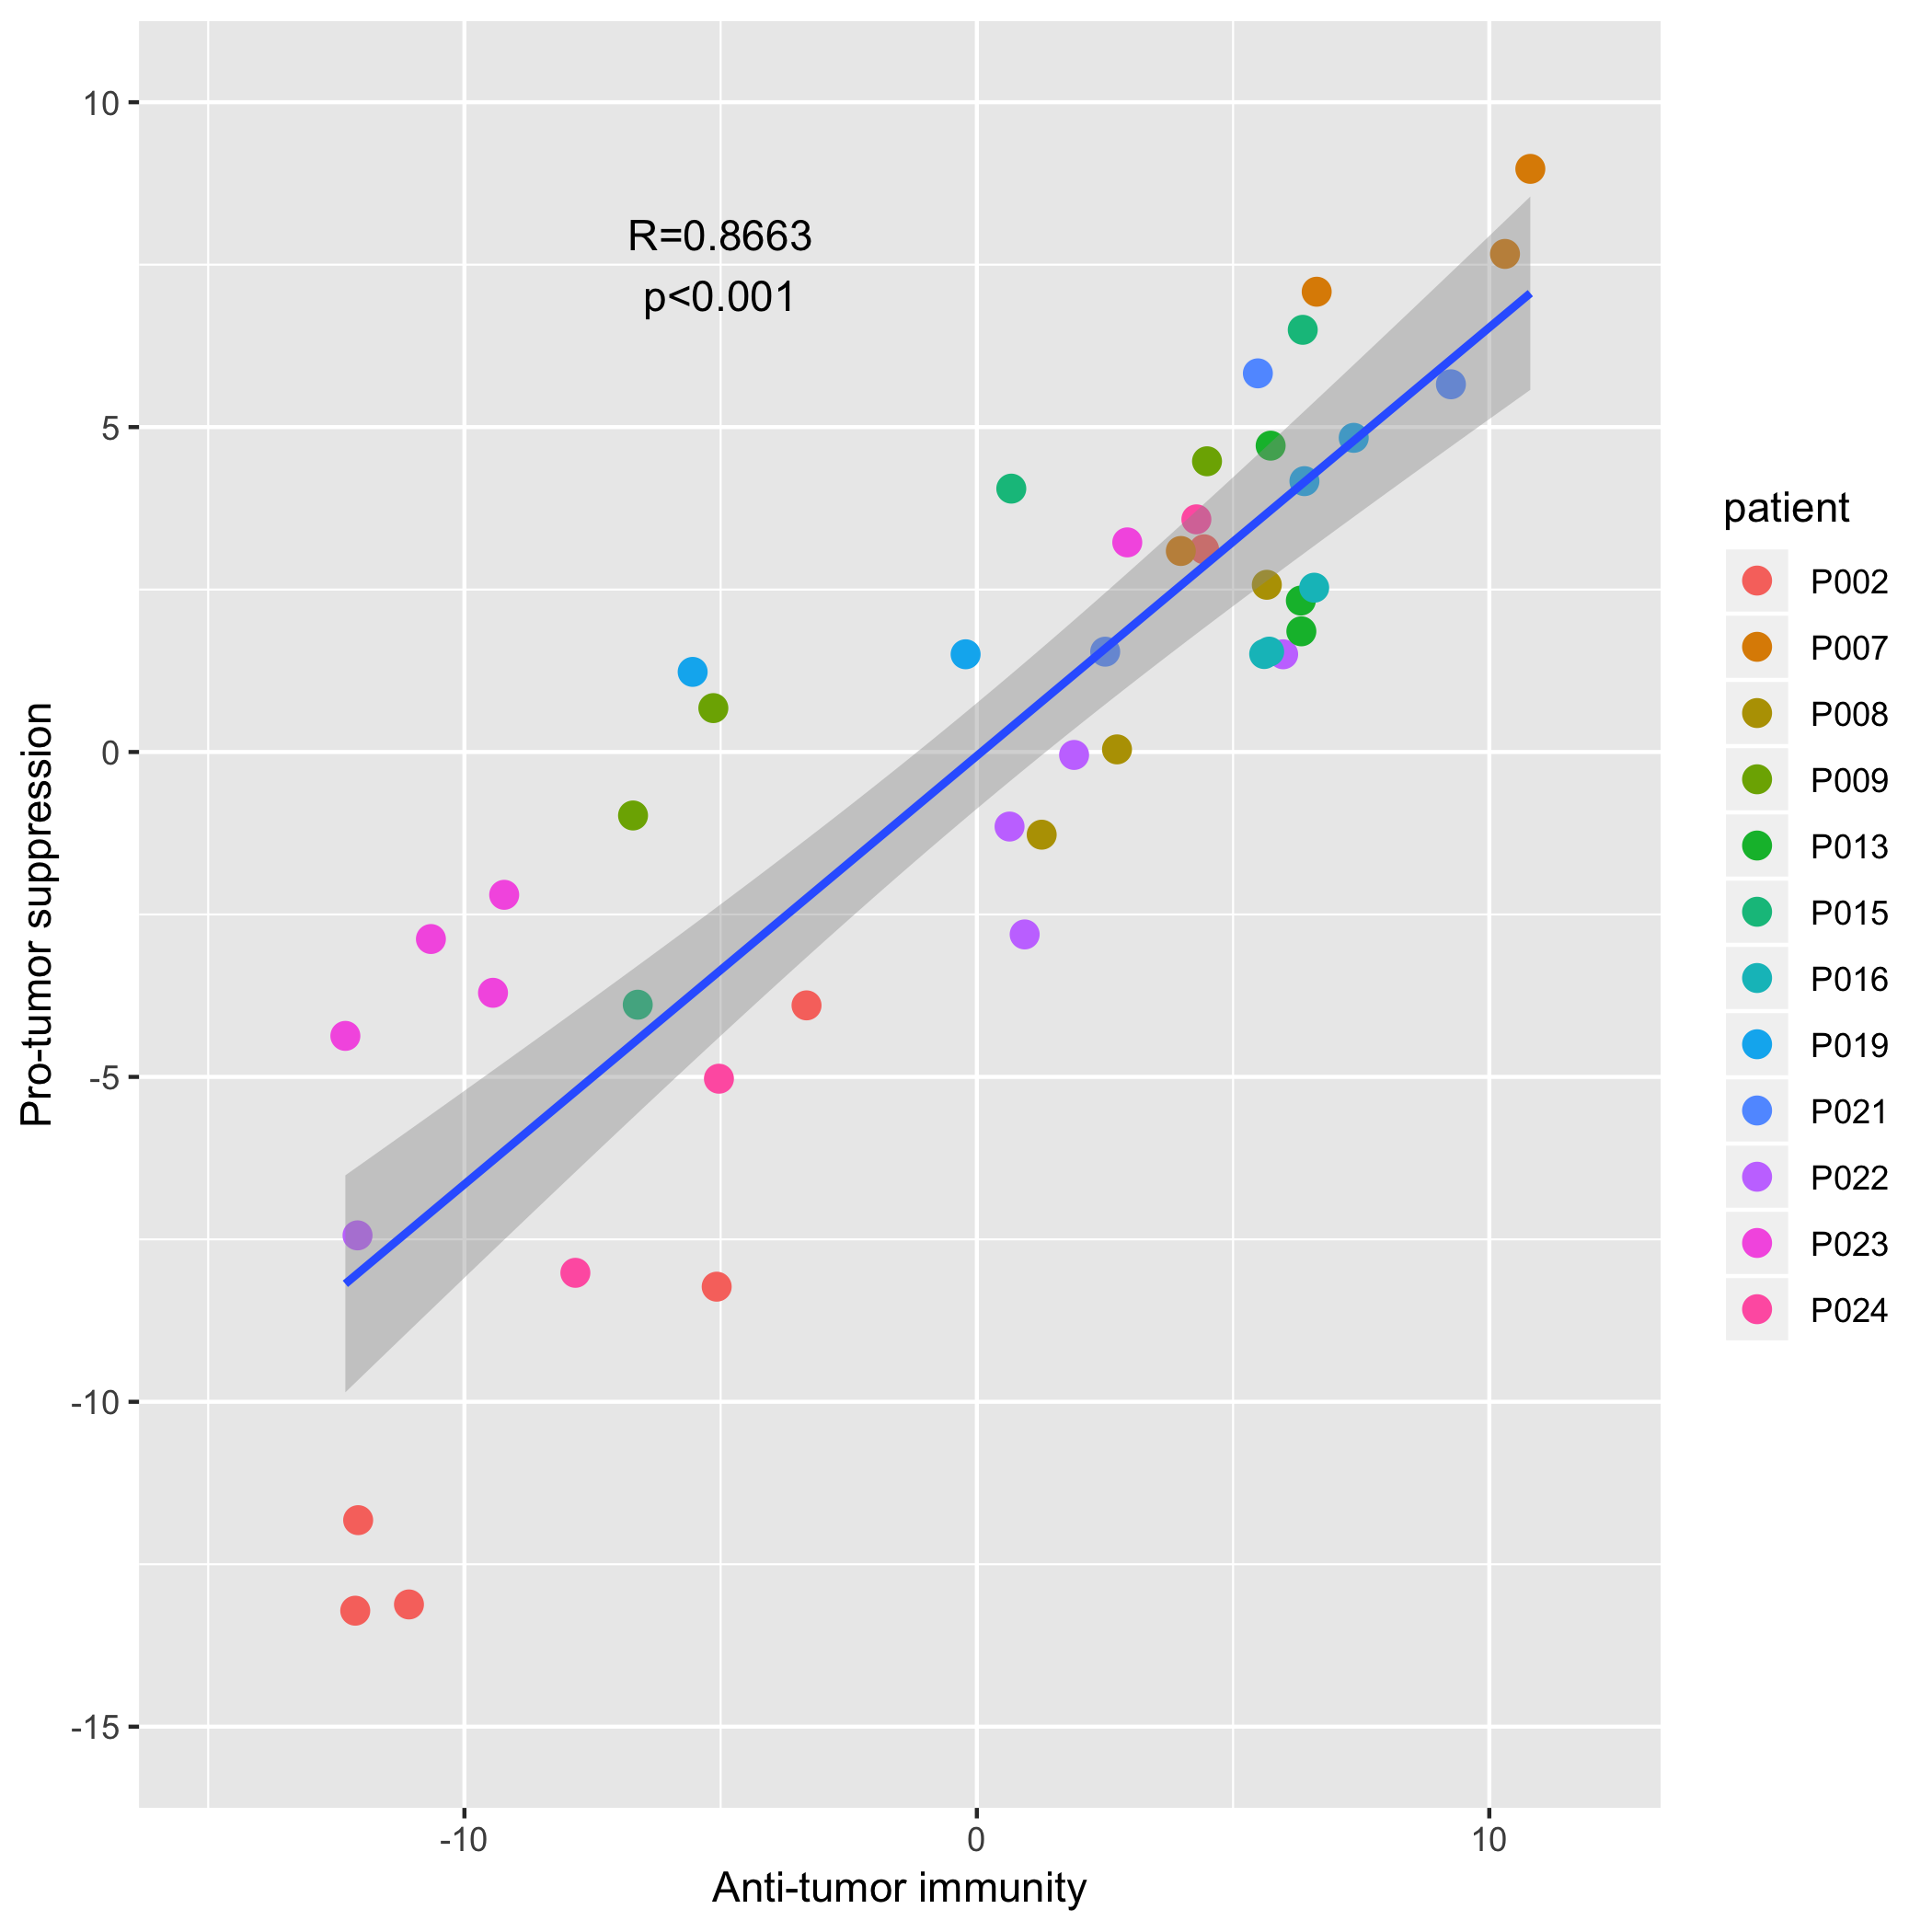 R=0.8663
p<0.001
10
5
0
-5
-10
-15
Pro-tumor suppression
-10
0
10
Anti-tumor immunity
patient
P002
P007
P008
P009
P013
P015
P016
P019
P021
P022
P023
P024